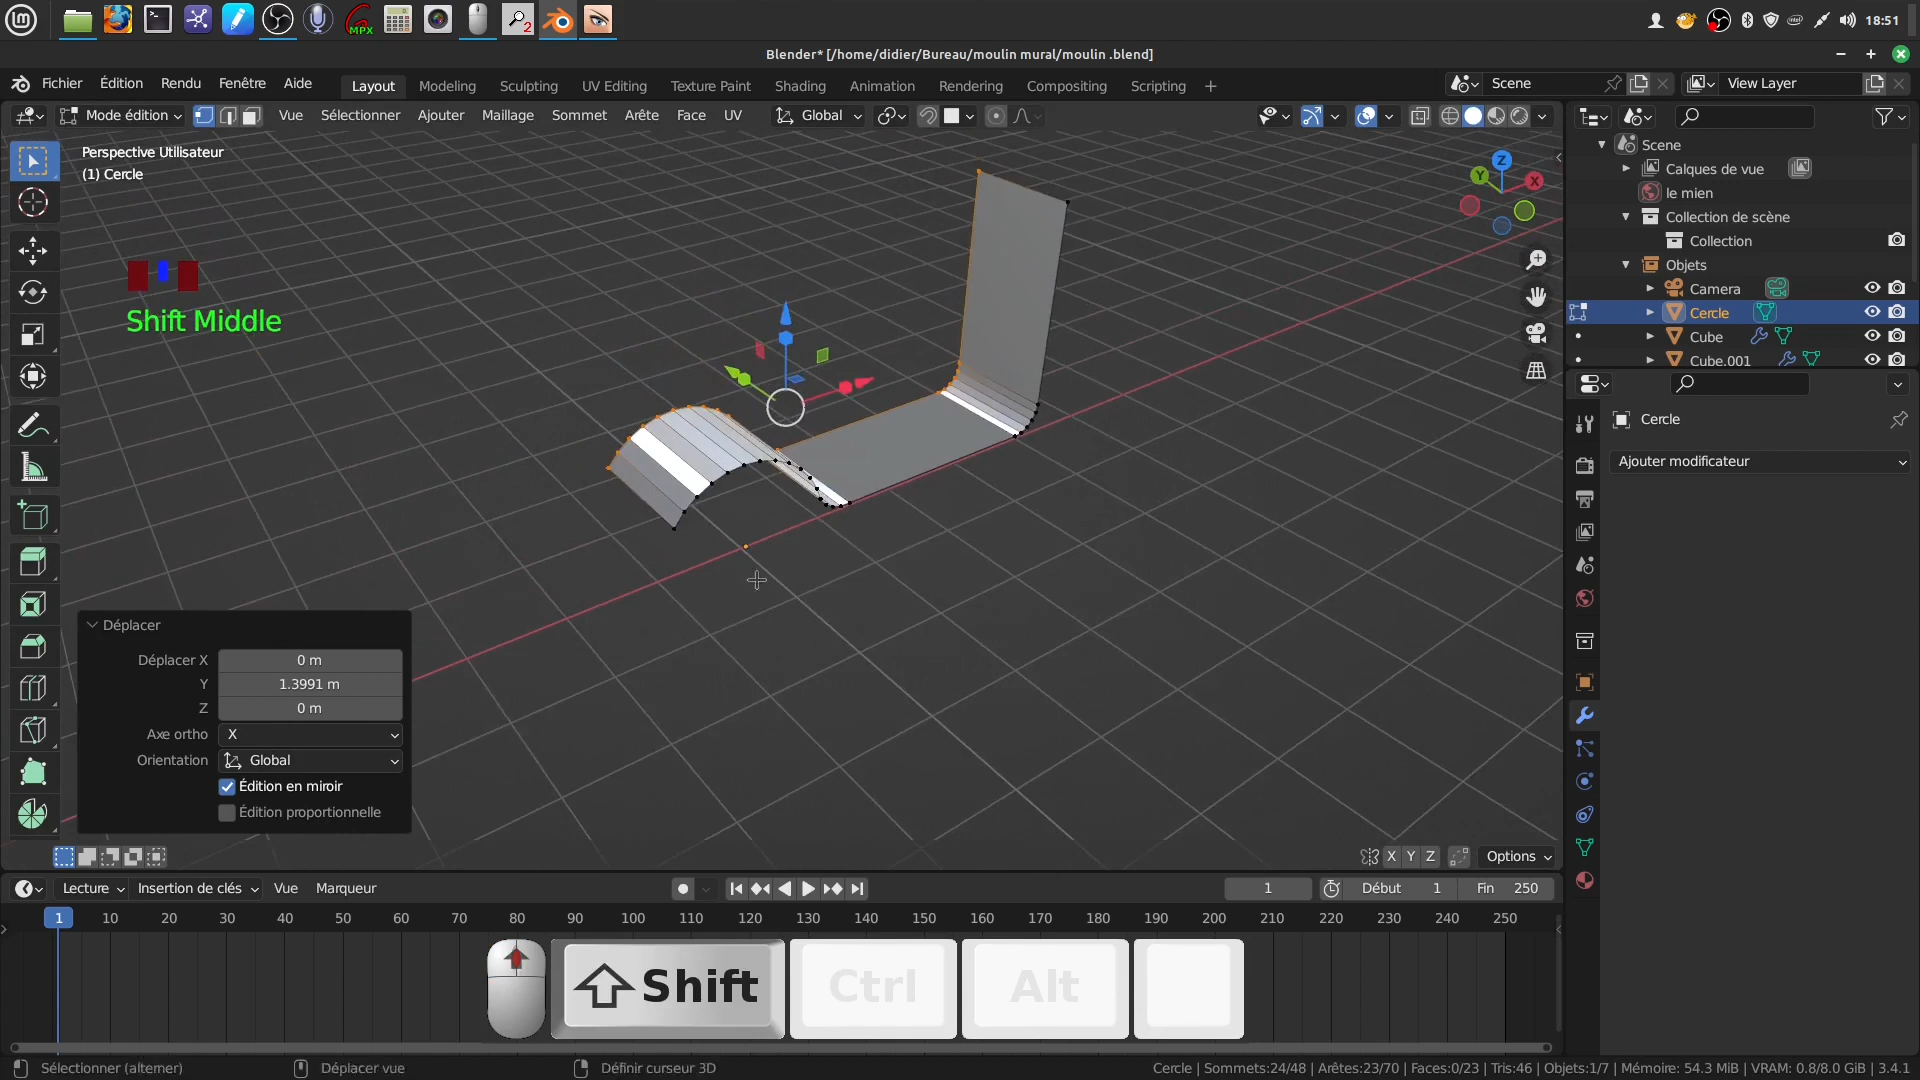 MPX
2
18:51
Blender* [/home/didier/Bureau/moulin mural/moulin .blend]
Fichier Édition Rendu Fenêtre Aide
Layout Modeling Sculpting UV Editing Texture Paint Shading Animation Rendering Compositing Scripting +
Scene View Layer
Mode édition Vue Sélectionner Ajouter Maillage Sommet Arête Face UV Global
Perspective Utilisateur
(1) Cercle
Z
Y X
Shift Middle
Scene
Calques de vue
le mien
Collection de scène
Collection
Objets
Camera
Cercle
Cube
Cube.001
Cercle
Ajouter modificateur
Déplacer
Déplacer X 0 m
Y 1.3991 m
Z 0 m
Axe ortho X
Orientation Global
Édition en miroir
Édition proportionnelle
X Y Z Options
Lecture Insertion de clés Vue Marqueur
1 Début 1 Fin 250
1 10 20 30 40 50 60 70 80 90 100 110 120 130 140 150 160 170 180 190 200 210 220 230 240 250
Shift Ctrl Alt
Sélectionner (alterner) Déplacer vue Définir curseur 3D
Cercle | Sommets:24/48 | Arêtes:23/70 | Faces:0/23 | Tris:46 | Objets:1/7 | Mémoire: 54.3 MiB | VRAM: 0.8/8.0 GiB | 3.4.1